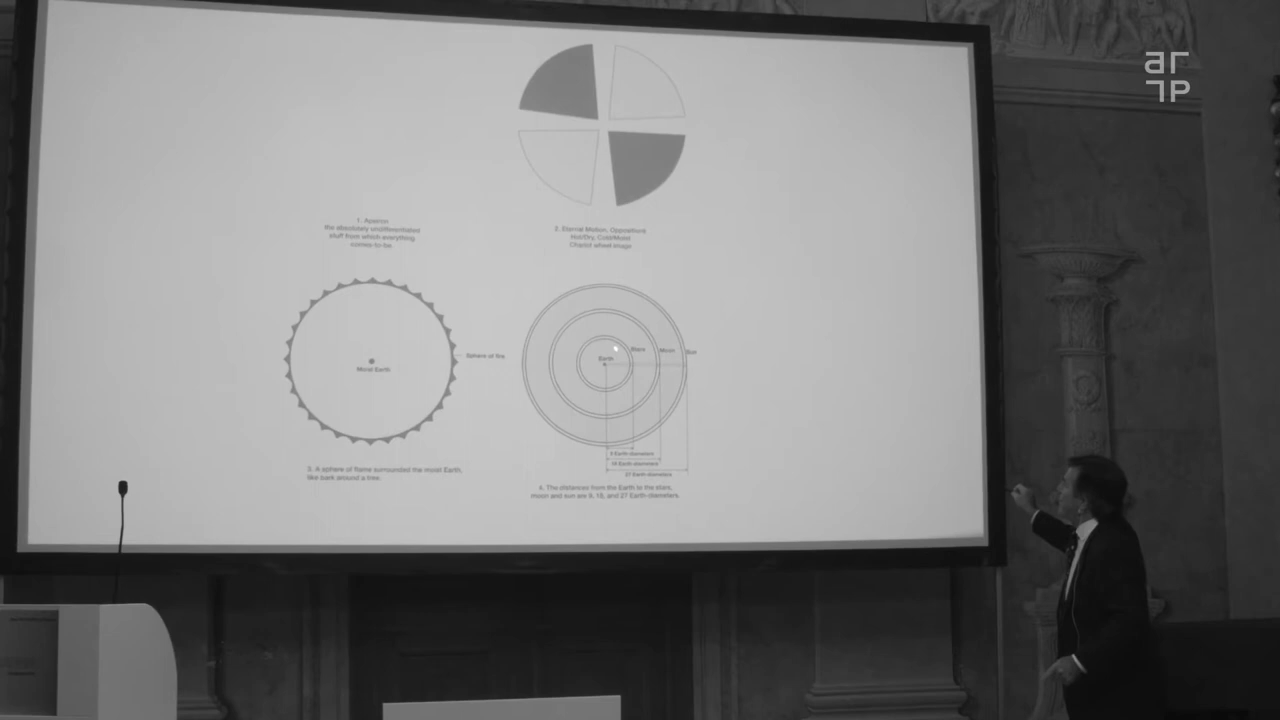 ar
LP
1. Apeiron
the absolutely undifferentiated
stuff from which everything
comes-to-be.
2. Eternal Motion, Oppositions
Hot/Dry, Cold/Moist
Chariot wheel image
Sphere of fire
Moist Earth
Earth
Stars
Moon
Sun
9 Earth diameters
18 Earth diameters
27 Earth diameters
3. A sphere of flame surrounded the moist Earth,
like bark around a tree.
4. The distances from the Earth to the stars,
moon and sun are 9, 18, and 27 Earth-diameters.